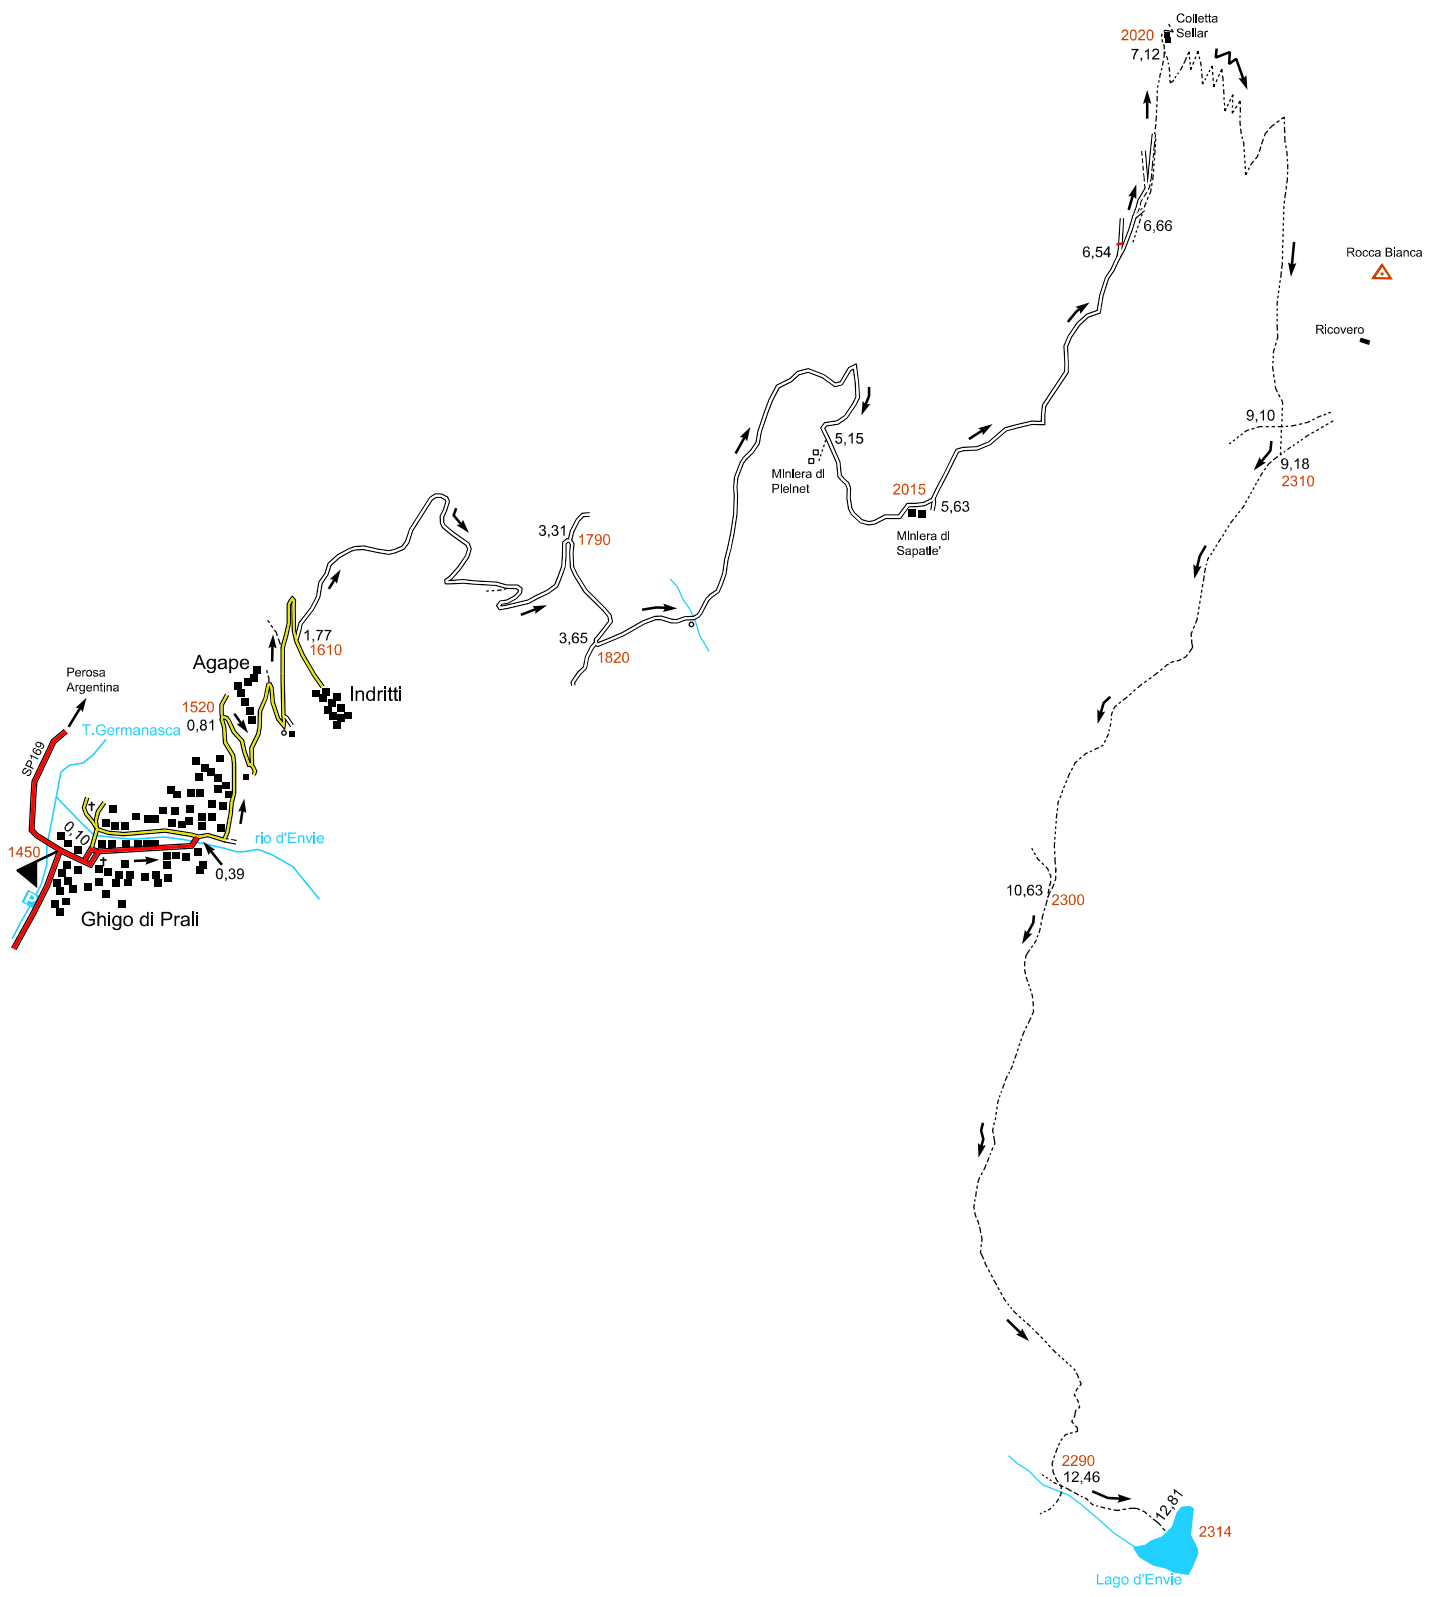 Colletta
Sellar
2020
7,12
6,66
6,54
Rocca Bianca
Ricovero
9,10
9,18
2310
5,15
Miniera di
Pleinet
2015
5,63
Miniera di
Sapatle'
3,31
1790
3,65
1820
1,77
1610
Agape
Indritti
Perosa
Argentina
1520
0,81
T.Germanasca
SP169
0,10
rio d'Envie
1450
0,39
P
Ghigo di Prali
10,63
2300
2290
12,46
12,81
2314
Lago d'Envie